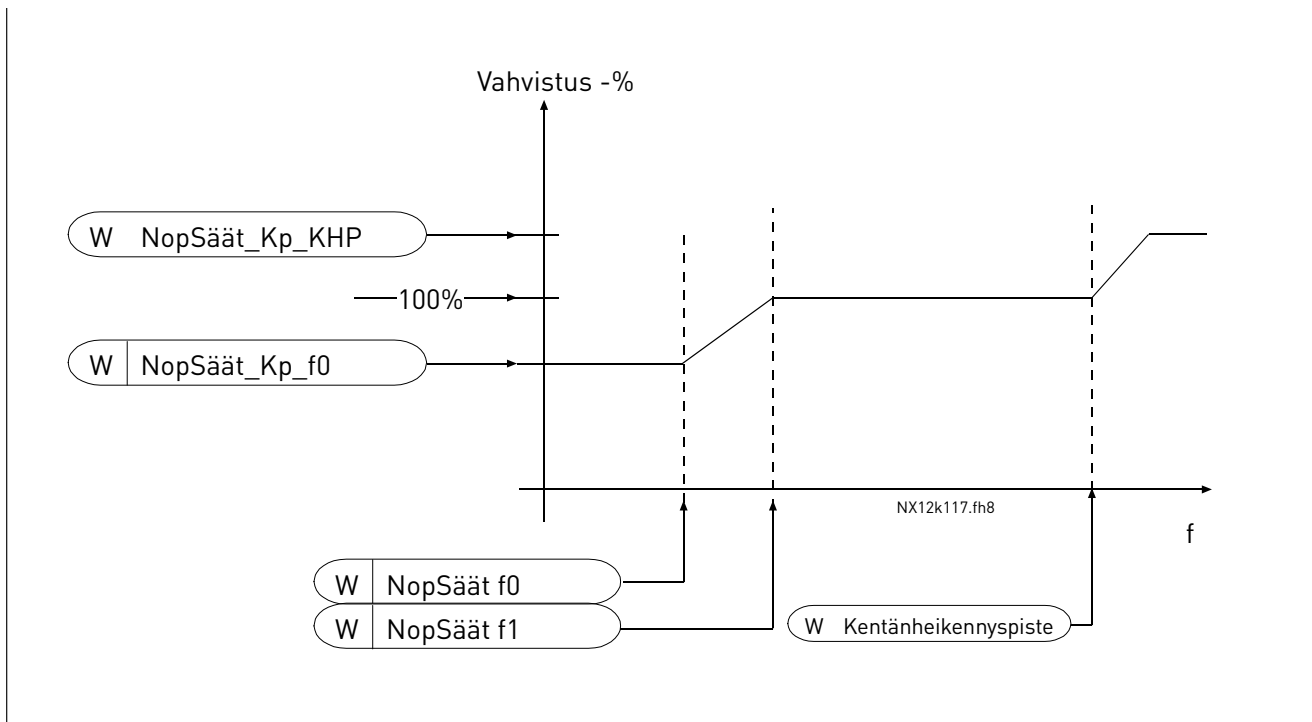 Vahvistus -%
W NopSäät_Kp_KHP
100%
W NopSäät_Kp_f0
NX12k117.fh8
f
W NopSäät f0
W NopSäät f1
W Kentänheikennyspiste